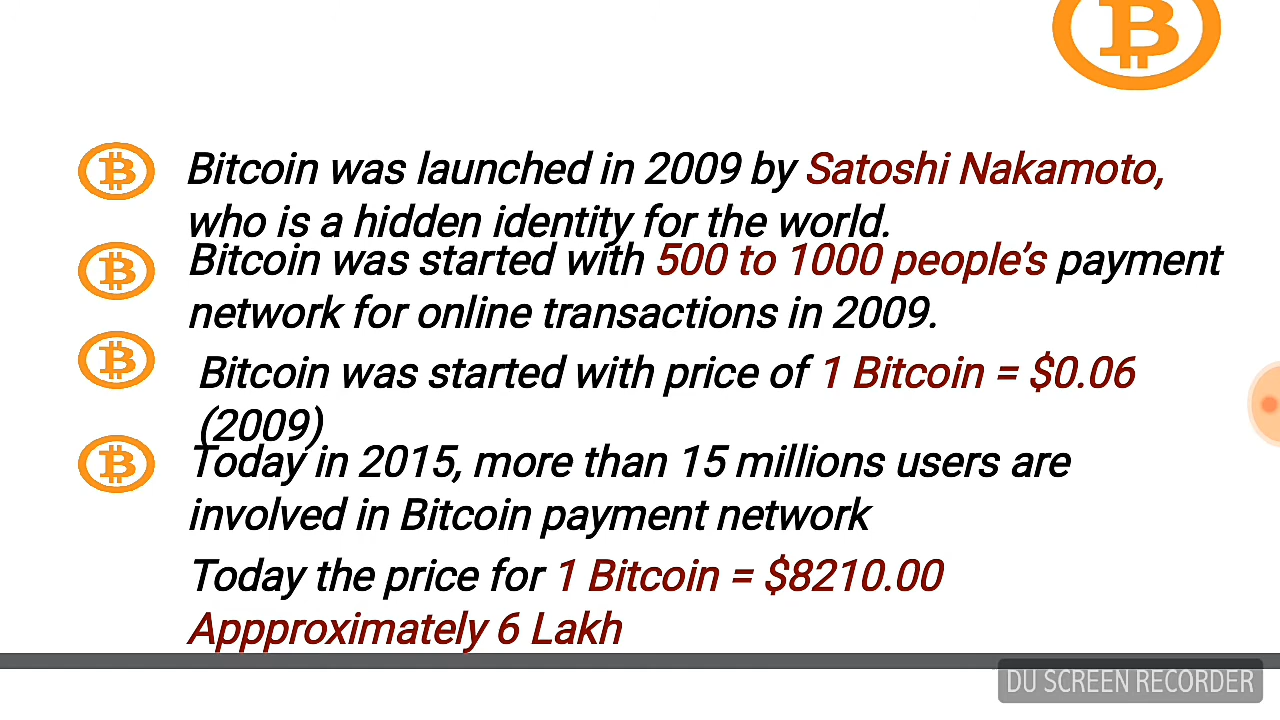 Bitcoin was launched in 2009 by Satoshi Nakamoto,
who is a hidden identity for the world.
Bitcoin was started with 500 to 1000 people's payment
network for online transactions in 2009.
Bitcoin was started with price of 1 Bitcoin = $0.06
(2009)
Today in 2015, more than 15 millions users are
involved in Bitcoin payment network
Today the price for 1 Bitcoin = $8210.00
Appproximately 6 Lakh
DU SCREEN RECORDER